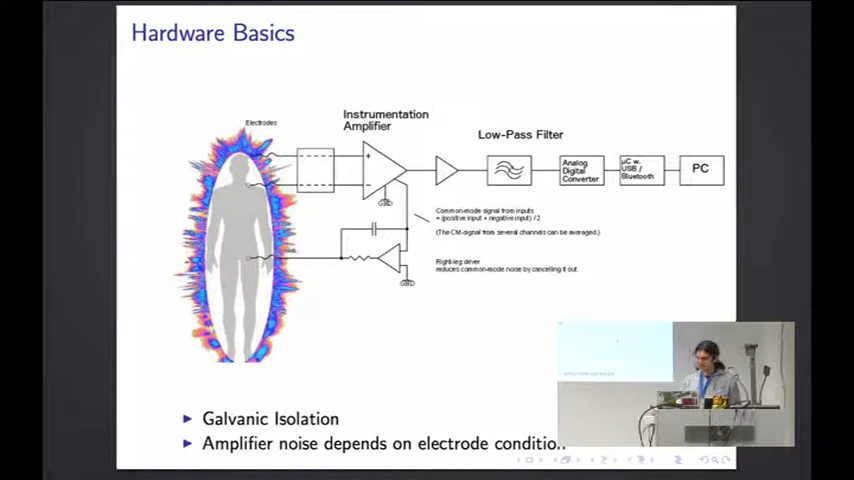 Hardware Basics
Electrodes
Instrumentation
Amplifier
Low-Pass Filter
+
−
GND
Analog
Digital
Converter
µC w.
USB /
Bluetooth
PC
Common-mode signal from inputs
= (positive input + negative input) / 2
(The CM-signal from several channels can be averaged.)
Right-leg driver
reduces common-mode noise by cancelling it out.
GND
Galvanic Isolation
Amplifier noise depends on electrode conditio